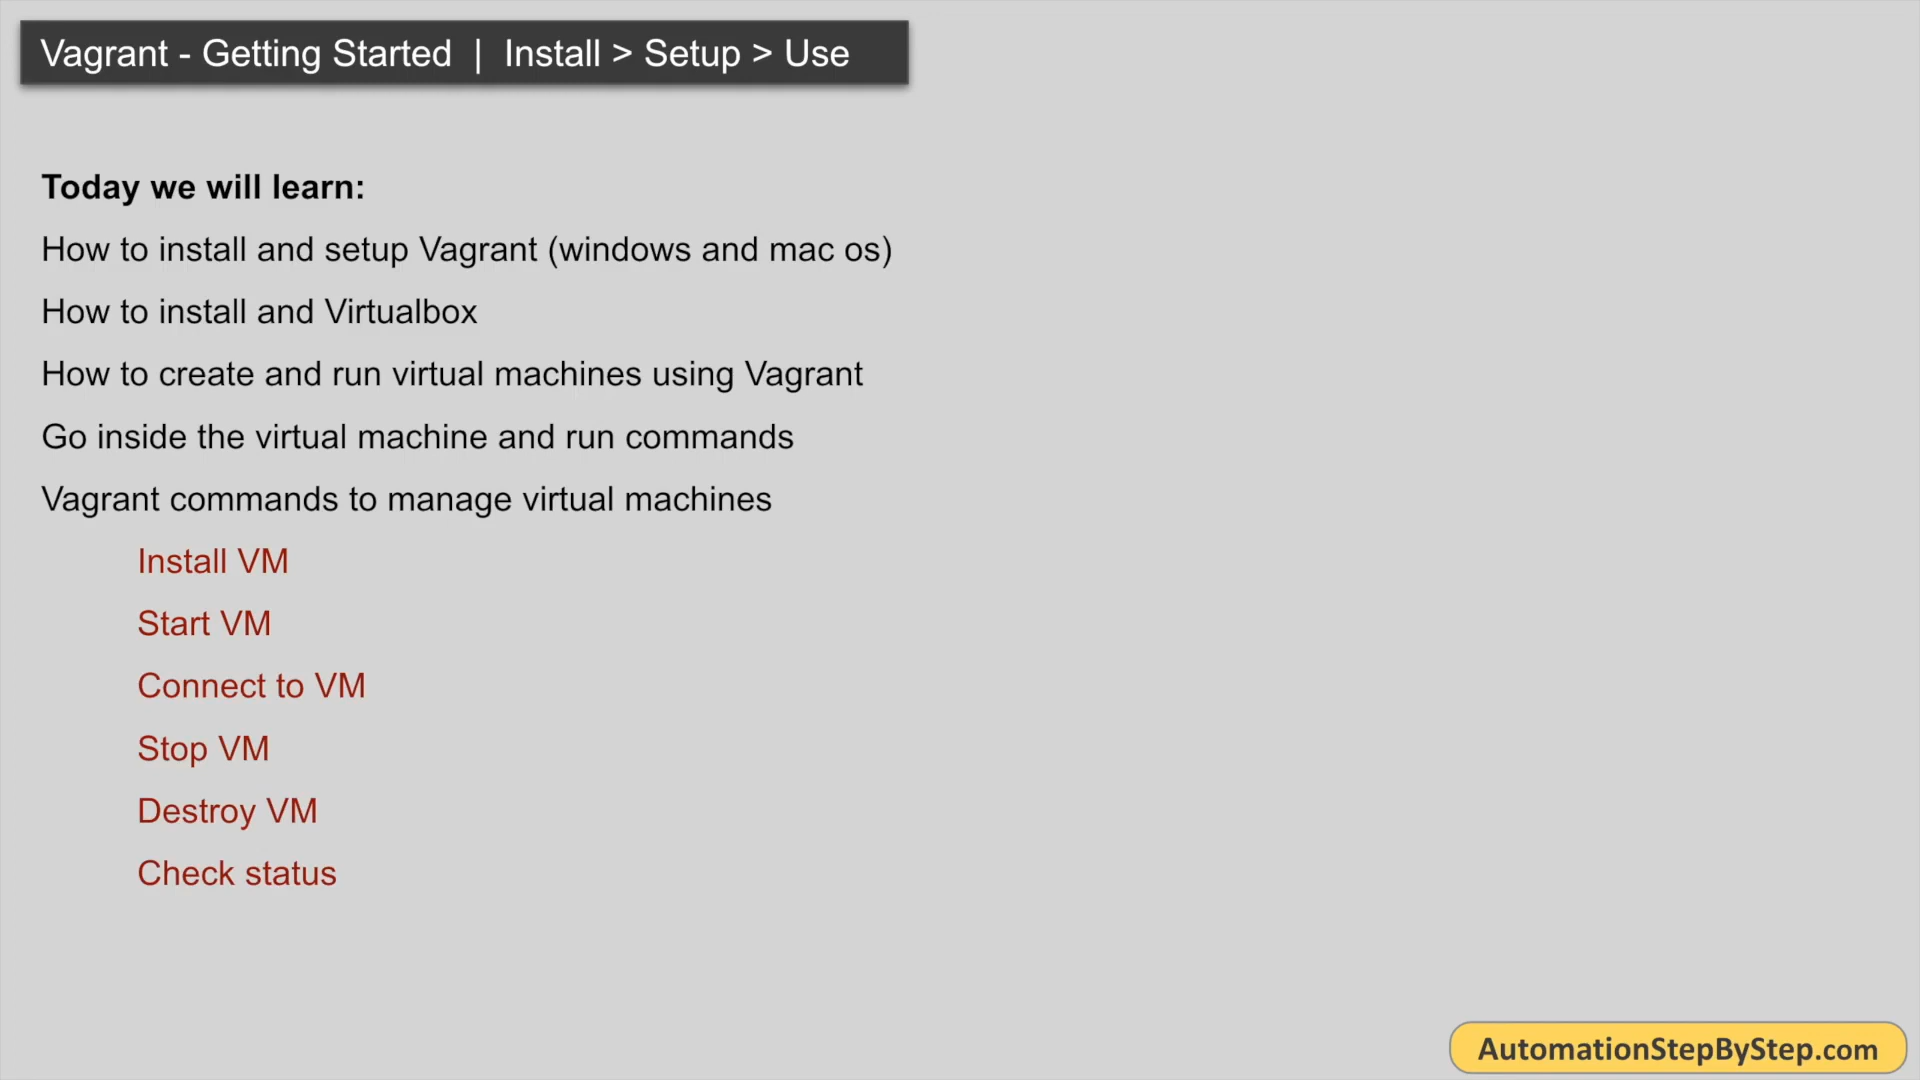 Vagrant - Getting Started | Install > Setup > Use
Today we will learn:
How to install and setup Vagrant (windows and mac os)
How to install and Virtualbox
How to create and run virtual machines using Vagrant
Go inside the virtual machine and run commands
Vagrant commands to manage virtual machines
Install VM
Start VM
Connect to VM
Stop VM
Destroy VM
Check status
AutomationStepByStep.com